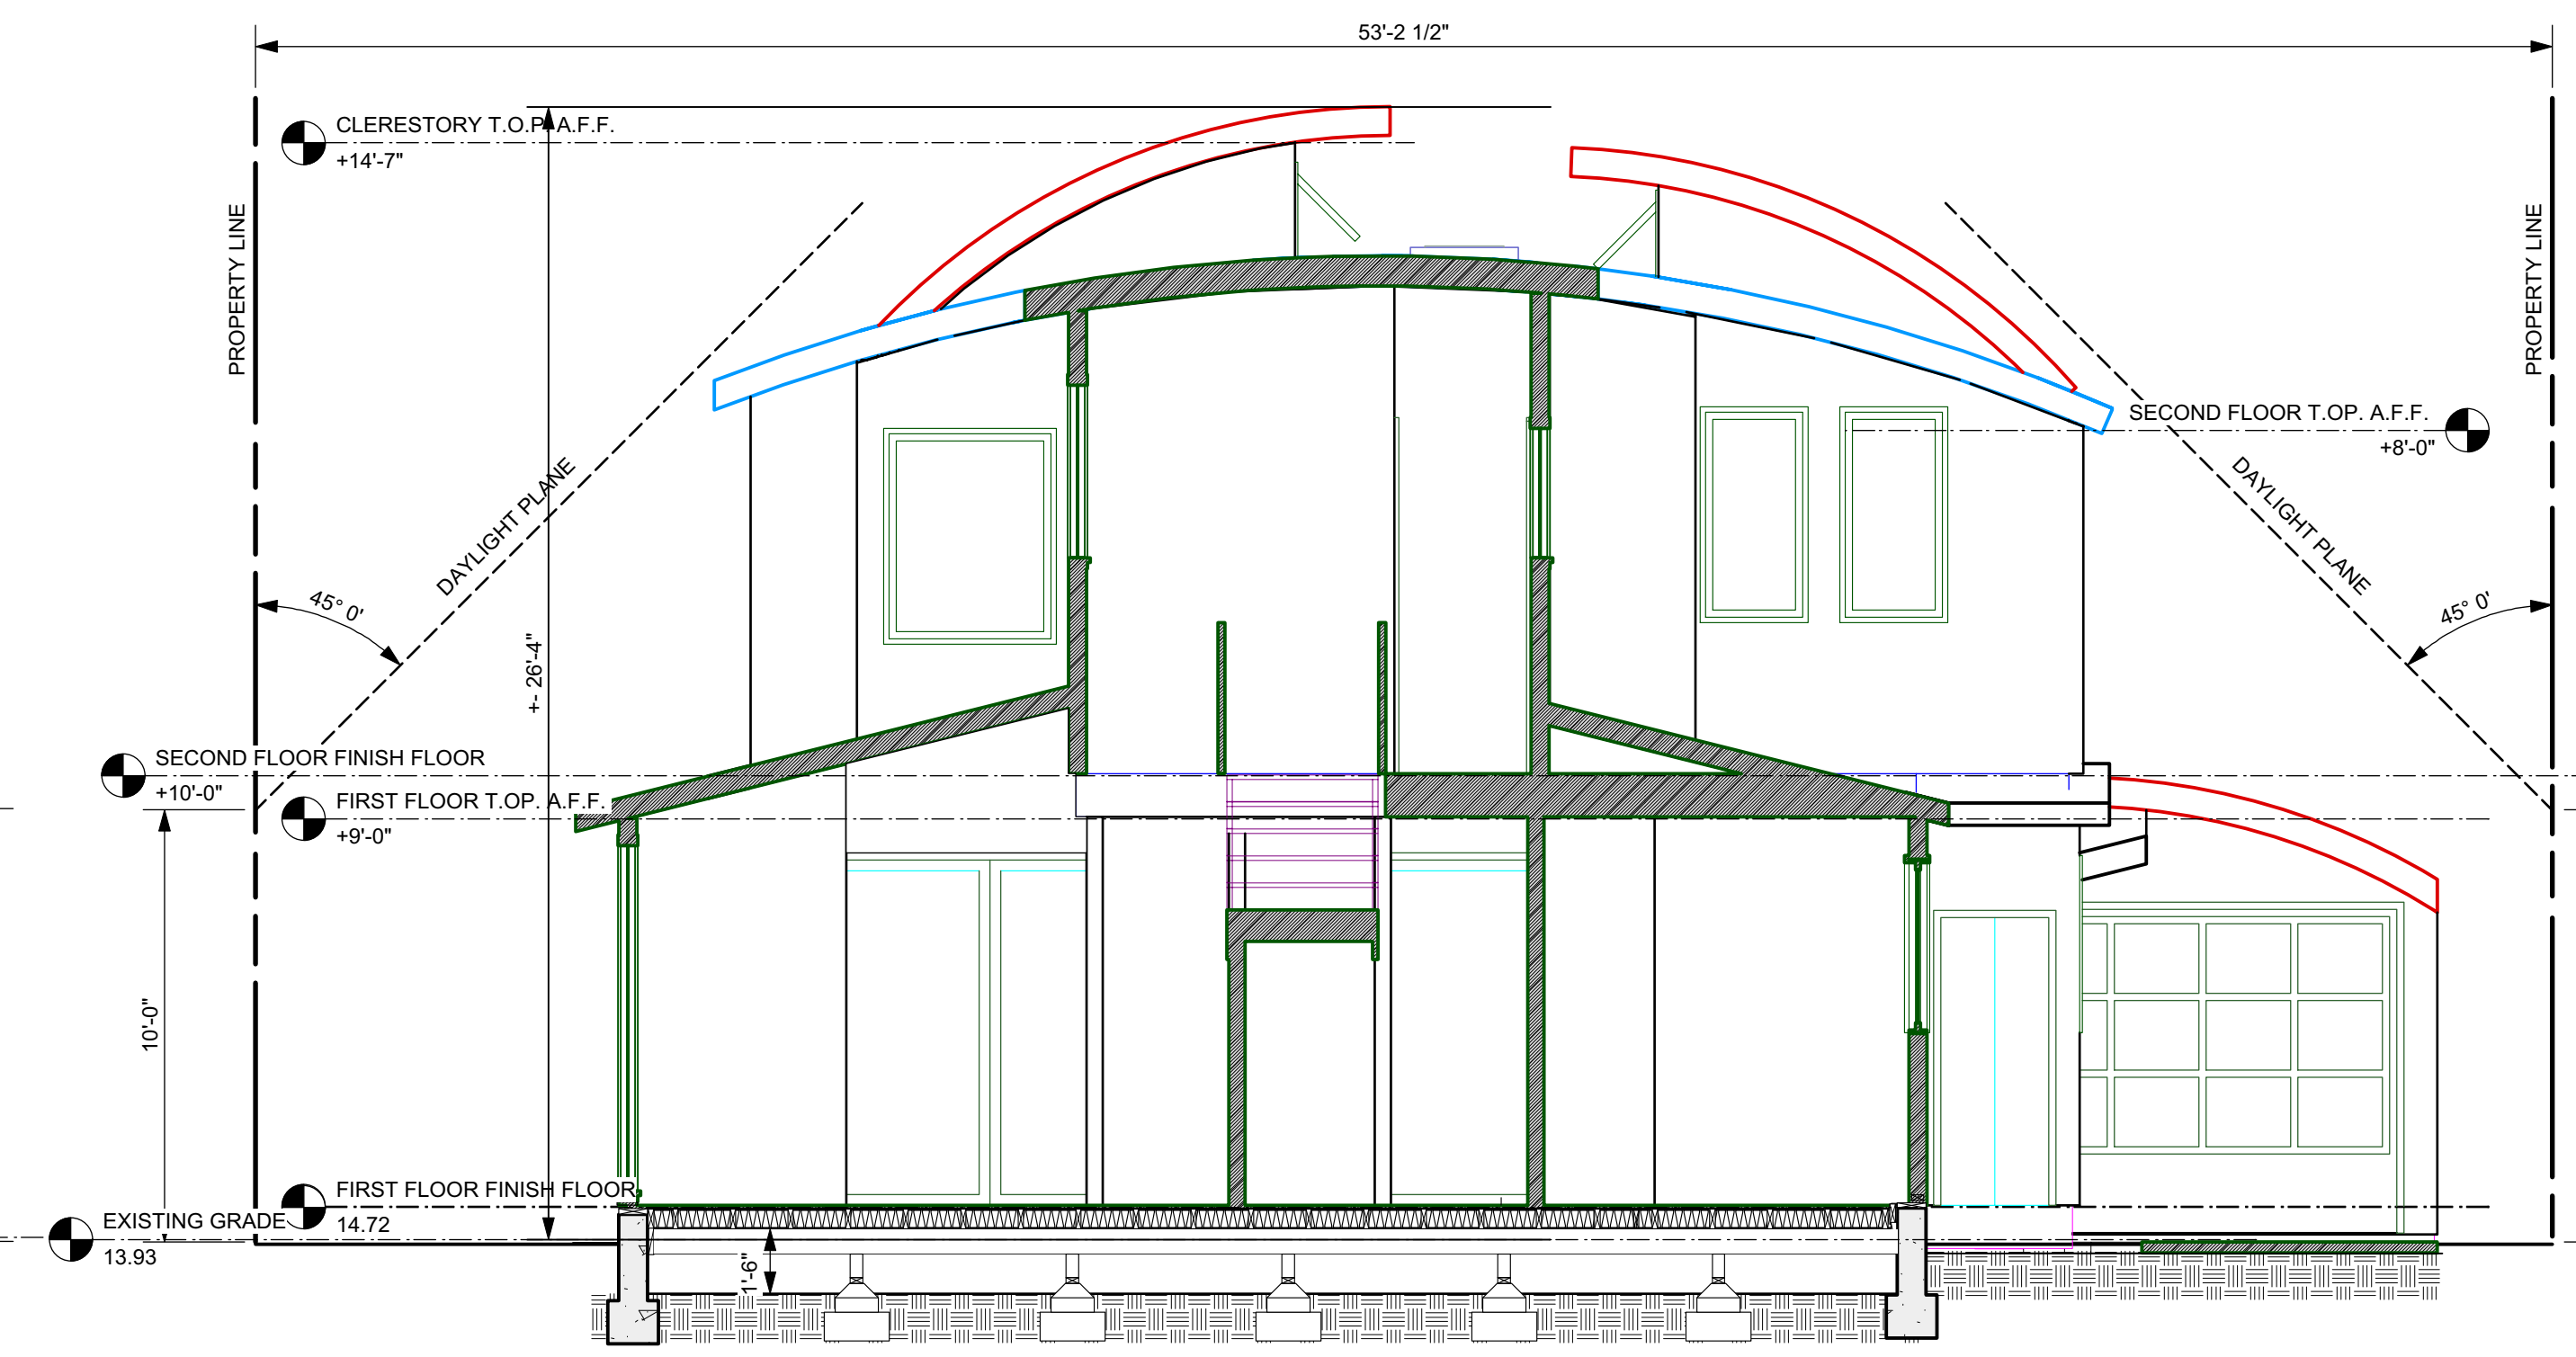 53'-2 1/2"
CLERESTORY T.O.P. A.F.F.
+14'-7"
PROPERTY LINE
PROPERTY LINE
SECOND FLOOR T.OP. A.F.F.
+8'-0"
DAYLIGHT PLANE
DAYLIGHT PLANE
45° 0'
45° 0'
+- 26'-4"
SECOND FLOOR FINISH FLOOR
+10'-0"
FIRST FLOOR T.OP. A.F.F.
+9'-0"
10'-0"
FIRST FLOOR FINISH FLOOR
14.72
EXISTING GRADE
13.93
1'-6"